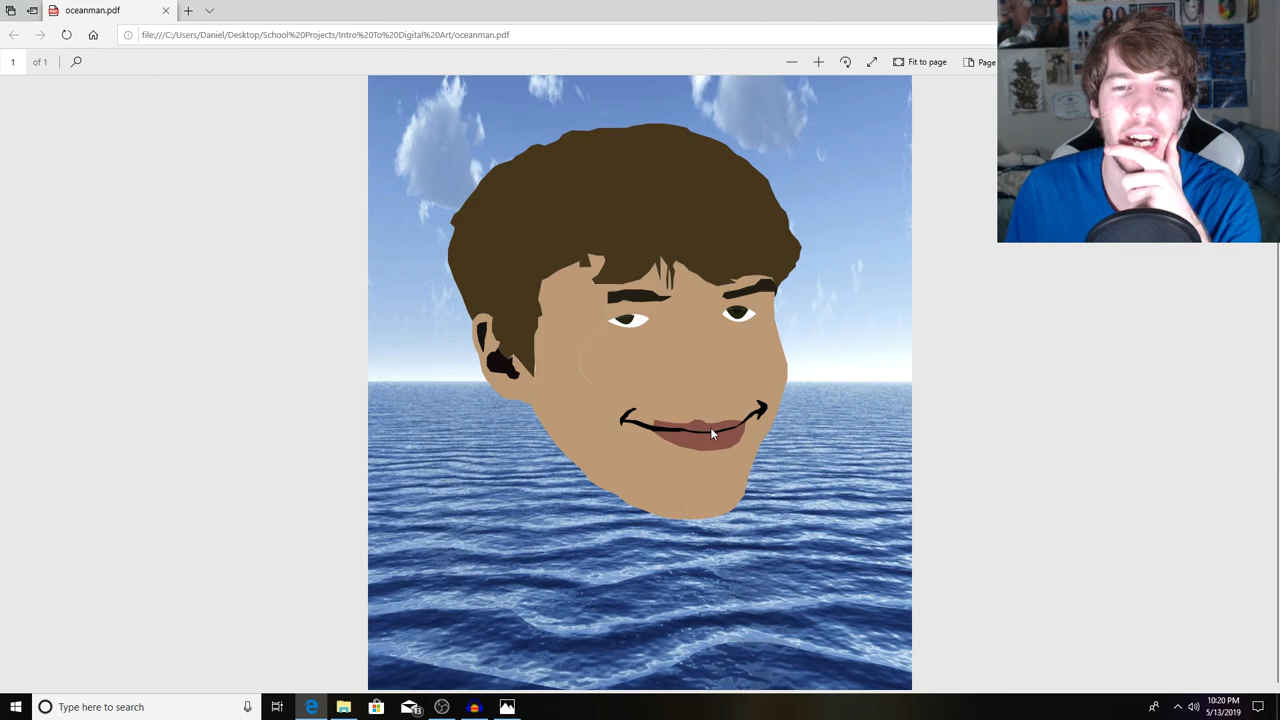 oceanman.pdf
file:///C:/Users/Daniel/Desktop/School%20Projects/Intro%20To%20Digital%20Art/oceanman.pdf
1 of 1
Fit to page
Page
Type here to search
13
10:20 PM
5/13/2019